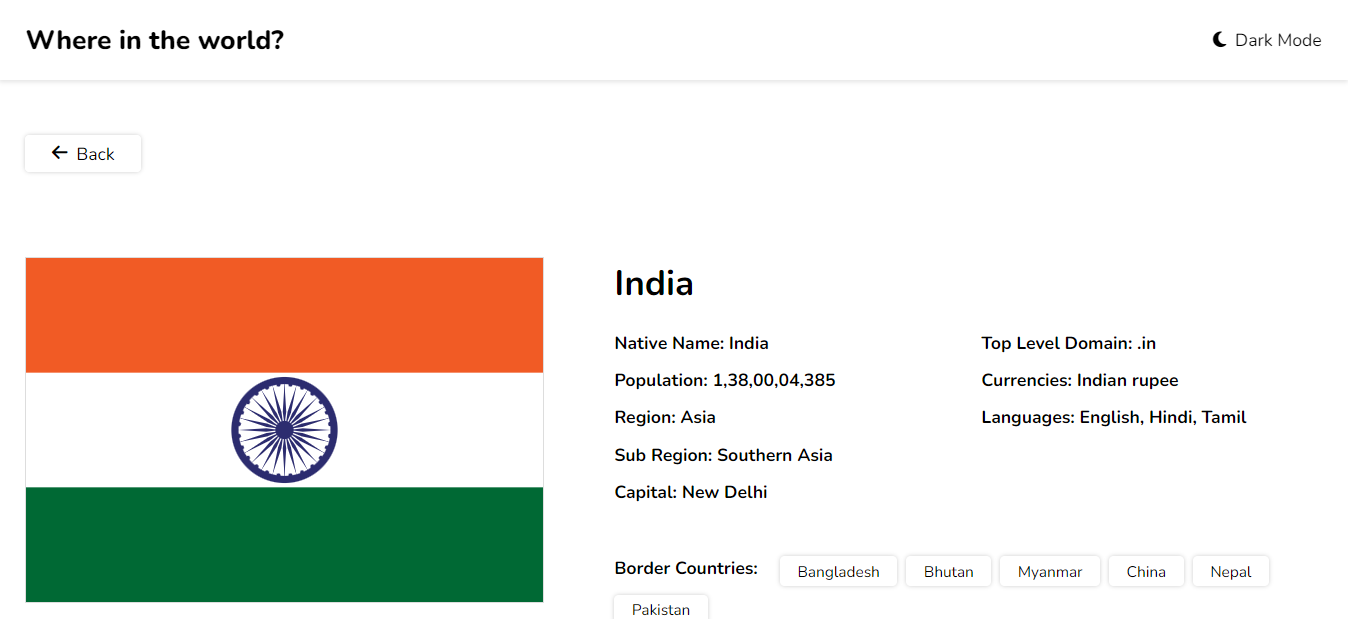 Where in the world?
Dark Mode
Back
India
Native Name: India
Population: 1,38,00,04,385
Region: Asia
Sub Region: Southern Asia
Capital: New Delhi
Top Level Domain: .in
Currencies: Indian rupee
Languages: English, Hindi, Tamil
Border Countries: Bangladesh Bhutan Myanmar China Nepal
Pakistan